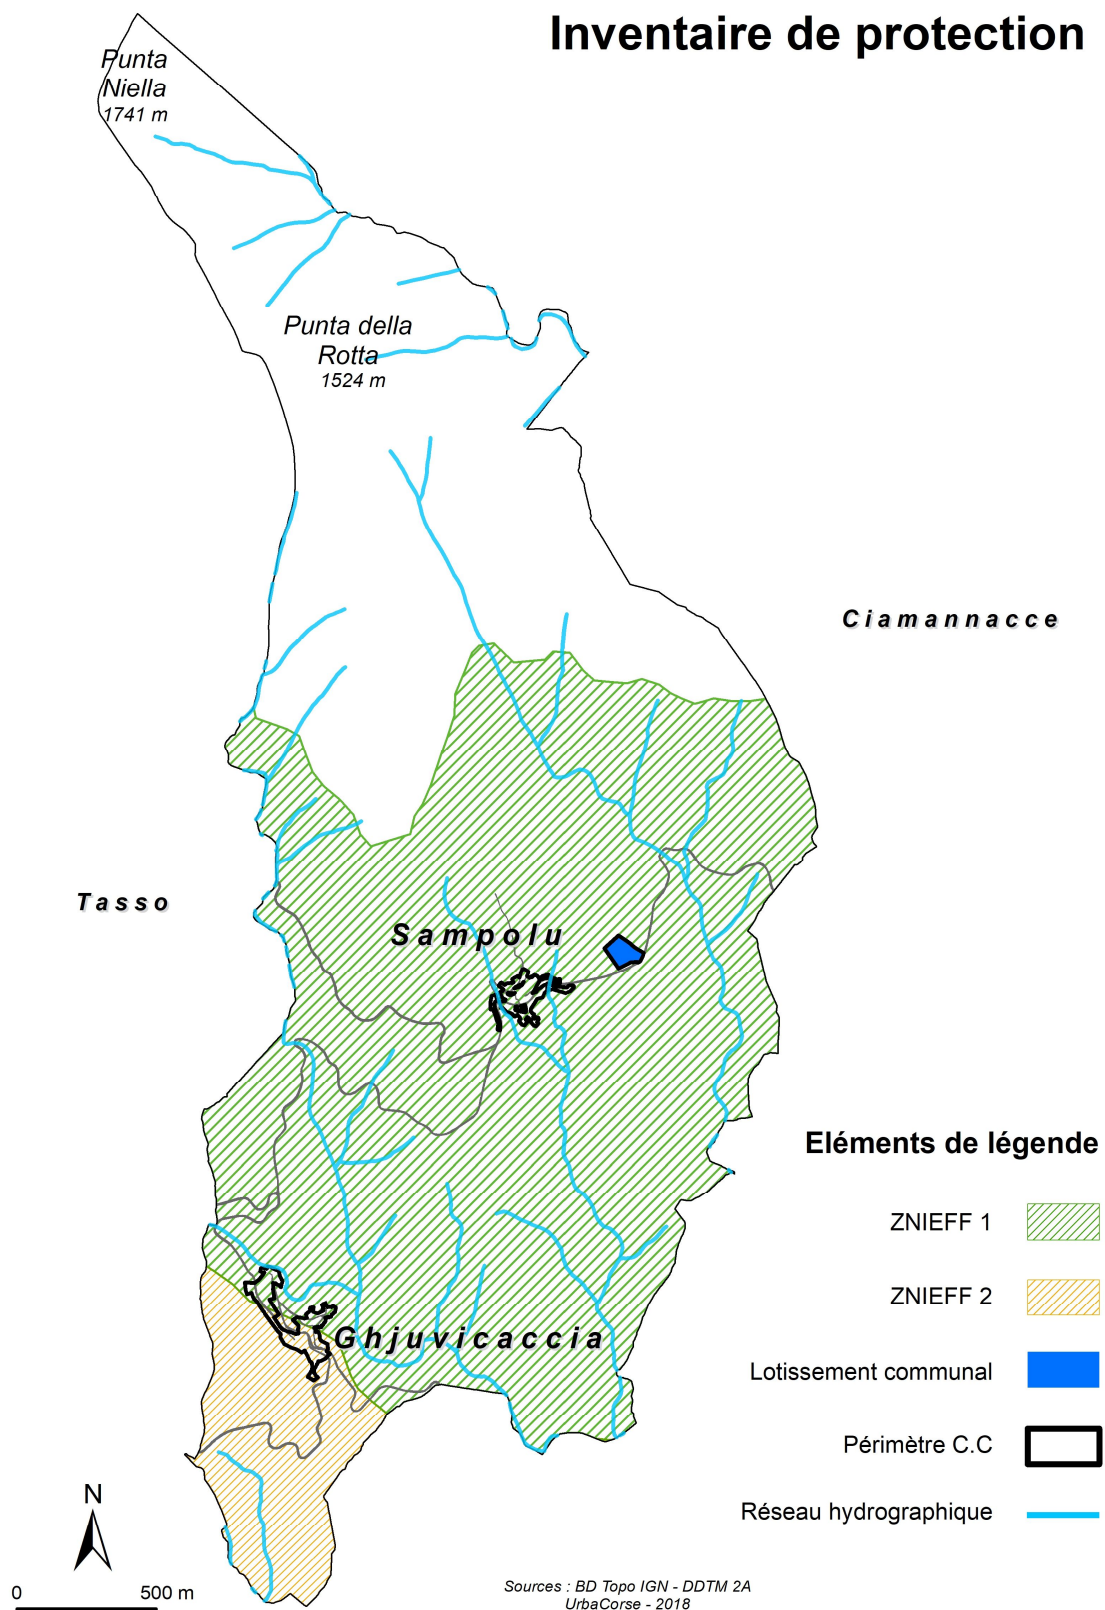 Inventaire de protection
Punta
Niella
1741 m
Punta della
Rotta
1524 m
Ciamannacce
Tasso
Sampolu
Ghjuvicaccia
Eléments de légende
ZNIEFF 1
ZNIEFF 2
Lotissement communal
Périmètre C.C
Réseau hydrographique
N
0 500 m
Sources : BD Topo IGN - DDTM 2A
UrbaCorse - 2018